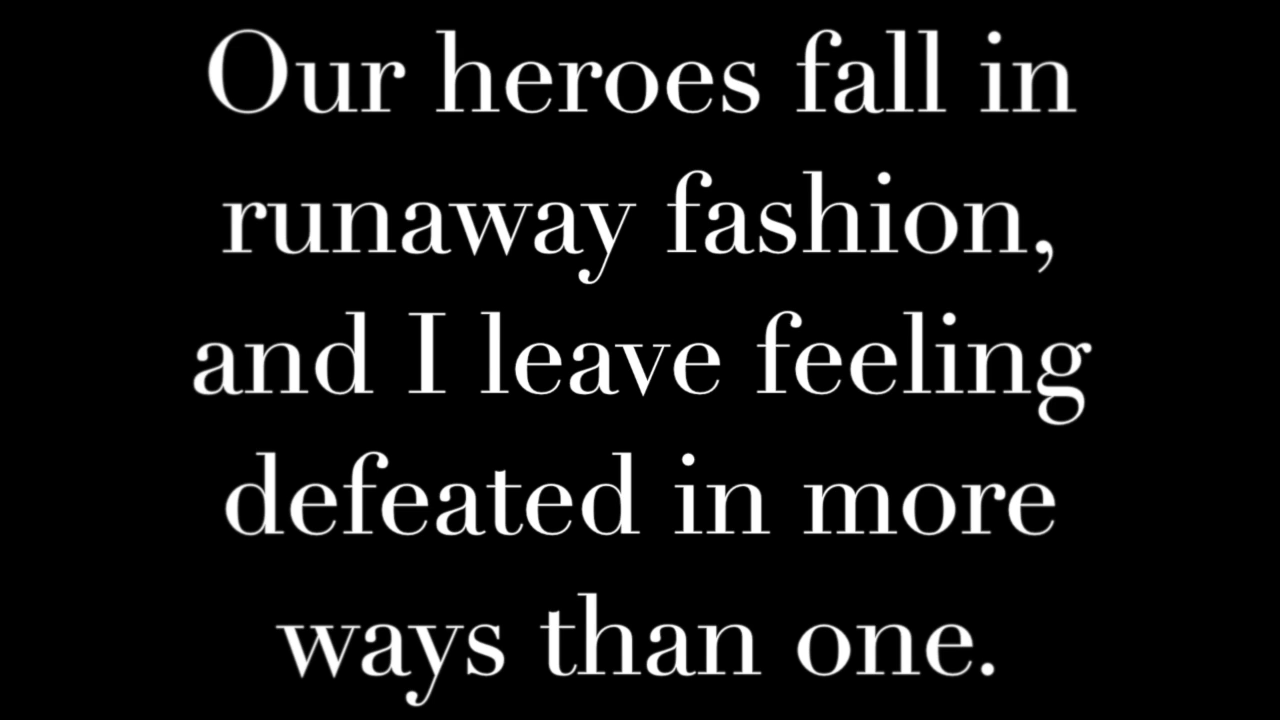 Our heroes fall in
runaway fashion,
and I leave feeling
defeated in more
ways than one.